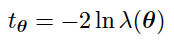 t_𝜽 = −2 ln λ(𝜽)